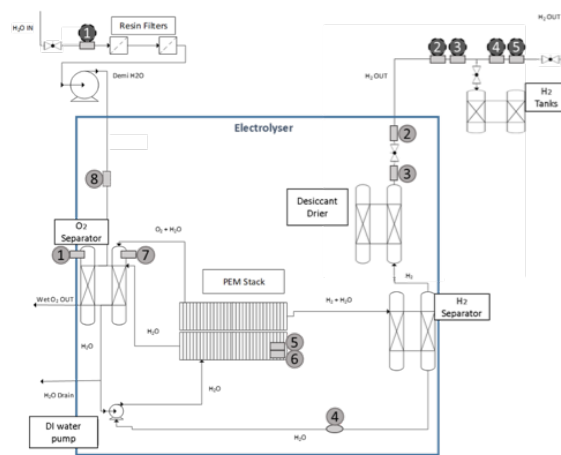 H₂O IN
1
Resin Filters
Demi H2O
H₂ OUT
2
3
4
5
H₂ OUT
H2
Tanks
Electrolyser
2
3
8
Desiccant
Drier
O₂
Separator
O₂ + H₂O
1
7
PEM Stack
H₂
Wet O₂ OUT
H₂ + H₂O
H₂
Separator
H₂O
H₂O
5
6
H₂O Drain
H₂O
DI water
pump
4
H₂O